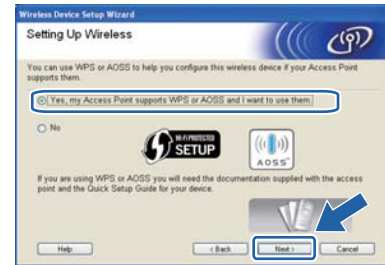 Wireless Device Setup Wizard
Setting Up Wireless
You can use WPS or AOSS to help you configure this wireless device if your Access Point
supports them.
Yes, my Access Point supports WPS or AOSS and I want to use them.
No
WI-FI PROTECTED
SETUP
AOSS
If you are using WPS or AOSS you will need the documentation supplied with the access
point and the Quick Setup Guide for your device.
Help
< Back
Next >
Cancel